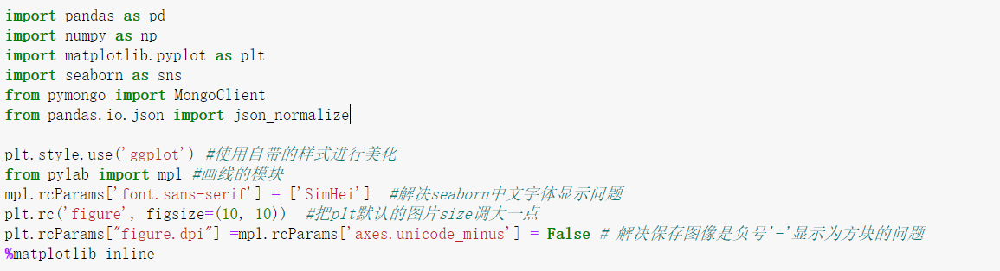 import pandas as pd
import numpy as np
import matplotlib.pyplot as plt
import seaborn as sns
from pymongo import MongoClient
from pandas.io.json import json_normalize
plt.style.use('ggplot') #使用自带的样式进行美化
from pylab import mpl #画线的模块
mpl.rcParams['font.sans-serif'] = ['SimHei']  #解决seaborn中文字体显示问题
plt.rc('figure', figsize=(10, 10))  #把plt默认的图片size调大一点
plt.rcParams["figure.dpi"] =mpl.rcParams['axes.unicode_minus'] = False # 解决保存图像是负号'-'显示为方块的问题
%matplotlib inline